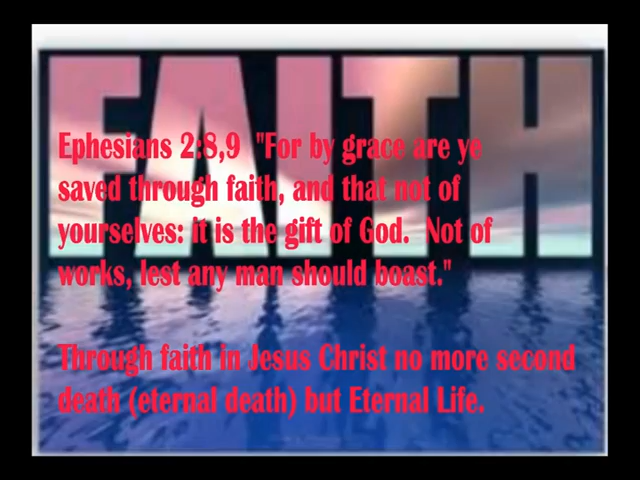 FAITH
Ephesians 2:8,9  "For by grace are ye
saved through faith, and that not of
yourselves: it is the gift of God.  Not of
works, lest any man should boast."
Through faith in Jesus Christ no more second
death (eternal death) but Eternal Life.